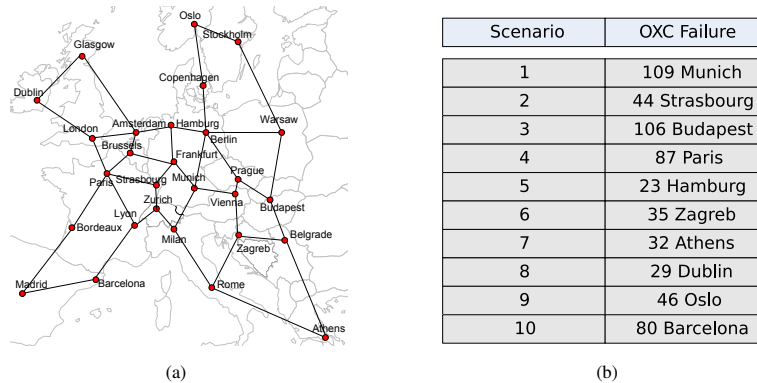 Oslo
Stockholm
Glasgow
Copenhagen
Dublin
Amsterdam
Hamburg
Warsaw
London
Berlin
Brussels
Frankfurt
Prague
Paris
Strasbourg
Munich
Zurich
Vienna
Budapest
Lyon
Bordeaux
Milan
Belgrade
Zagreb
Madrid
Barcelona
Rome
Athens
(a)
Scenario OXC Failure
1 109 Munich
2 44 Strasbourg
3 106 Budapest
4 87 Paris
5 23 Hamburg
6 35 Zagreb
7 32 Athens
8 29 Dublin
9 46 Oslo
10 80 Barcelona
(b)